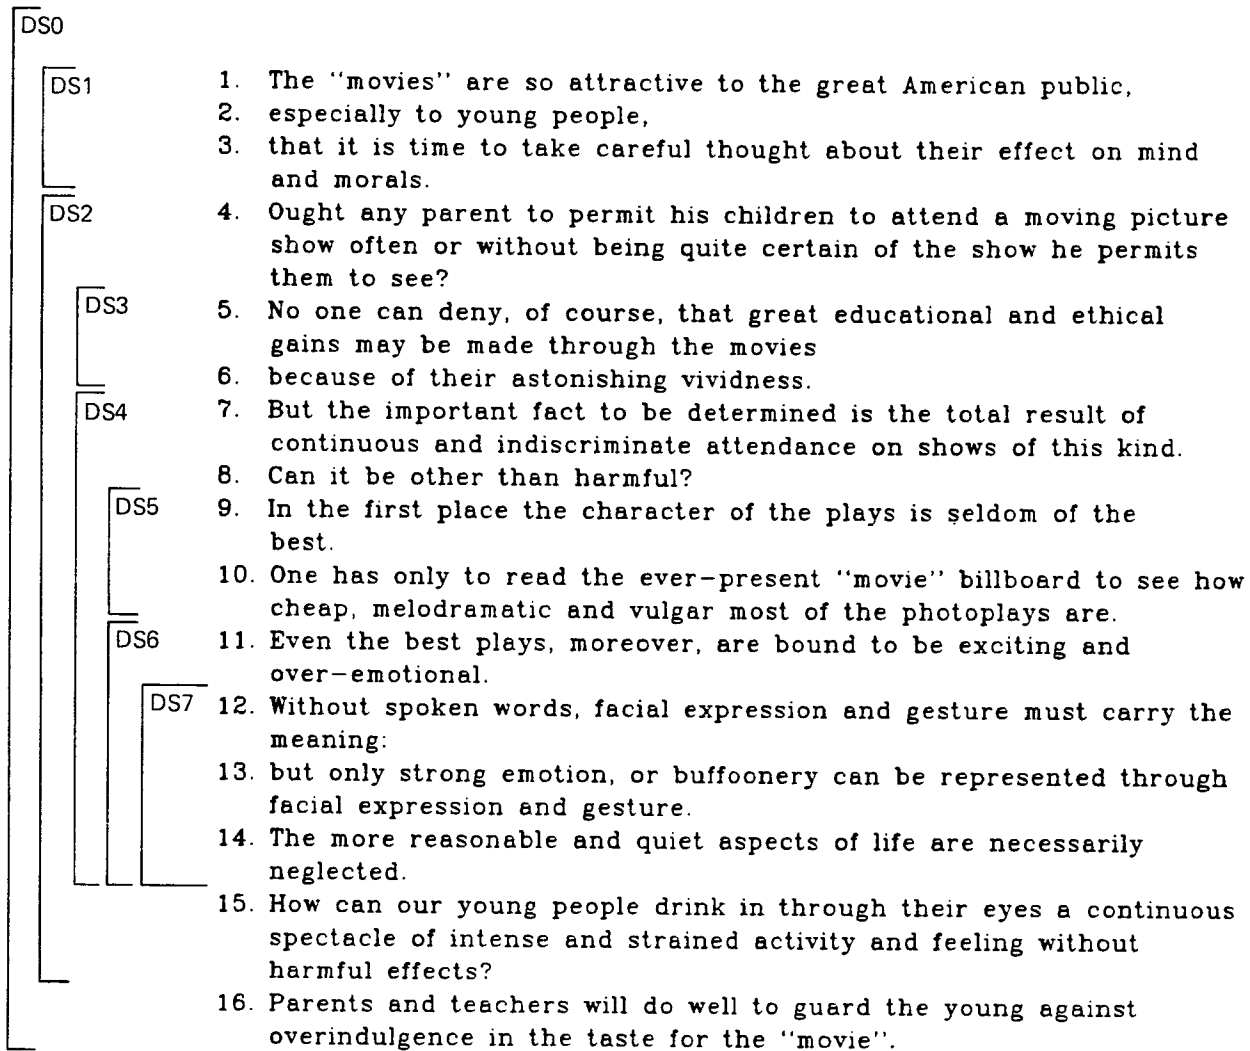 DS0
DS1 1. The "movies" are so attractive to the great American public,
2. especially to young people,
3. that it is time to take careful thought about their effect on mind
and morals.
DS2 4. Ought any parent to permit his children to attend a moving picture
show often or without being quite certain of the show he permits
them to see?
DS3 5. No one can deny, of course, that great educational and ethical
gains may be made through the movies
6. because of their astonishing vividness.
DS4 7. But the important fact to be determined is the total result of
continuous and indiscriminate attendance on shows of this kind.
8. Can it be other than harmful?
DS5 9. In the first place the character of the plays is seldom of the
best.
10. One has only to read the ever-present "movie" billboard to see how
cheap, melodramatic and vulgar most of the photoplays are.
DS6 11. Even the best plays, moreover, are bound to be exciting and
over-emotional.
DS7 12. Without spoken words, facial expression and gesture must carry the
meaning:
13. but only strong emotion, or buffoonery can be represented through
facial expression and gesture.
14. The more reasonable and quiet aspects of life are necessarily
neglected.
15. How can our young people drink in through their eyes a continuous
spectacle of intense and strained activity and feeling without
harmful effects?
16. Parents and teachers will do well to guard the young against
overindulgence in the taste for the "movie".